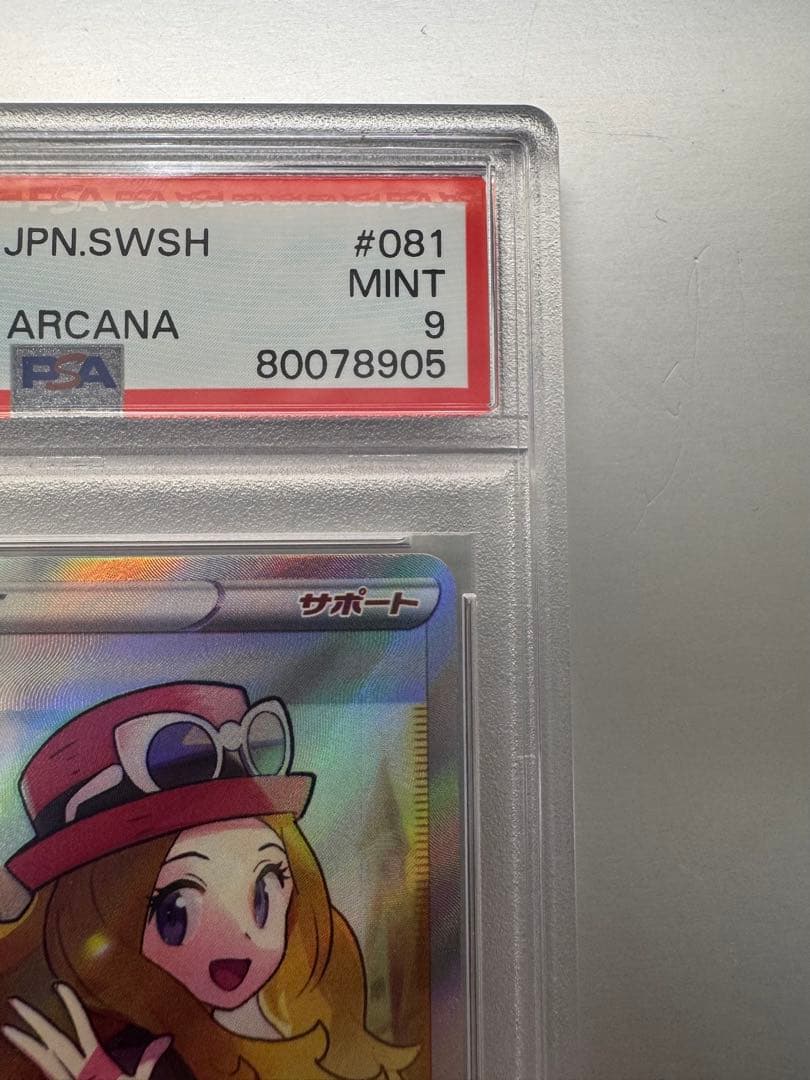 JPN.SWSH #081
MINT
ARCANA 9
PSA 80078905
サポート